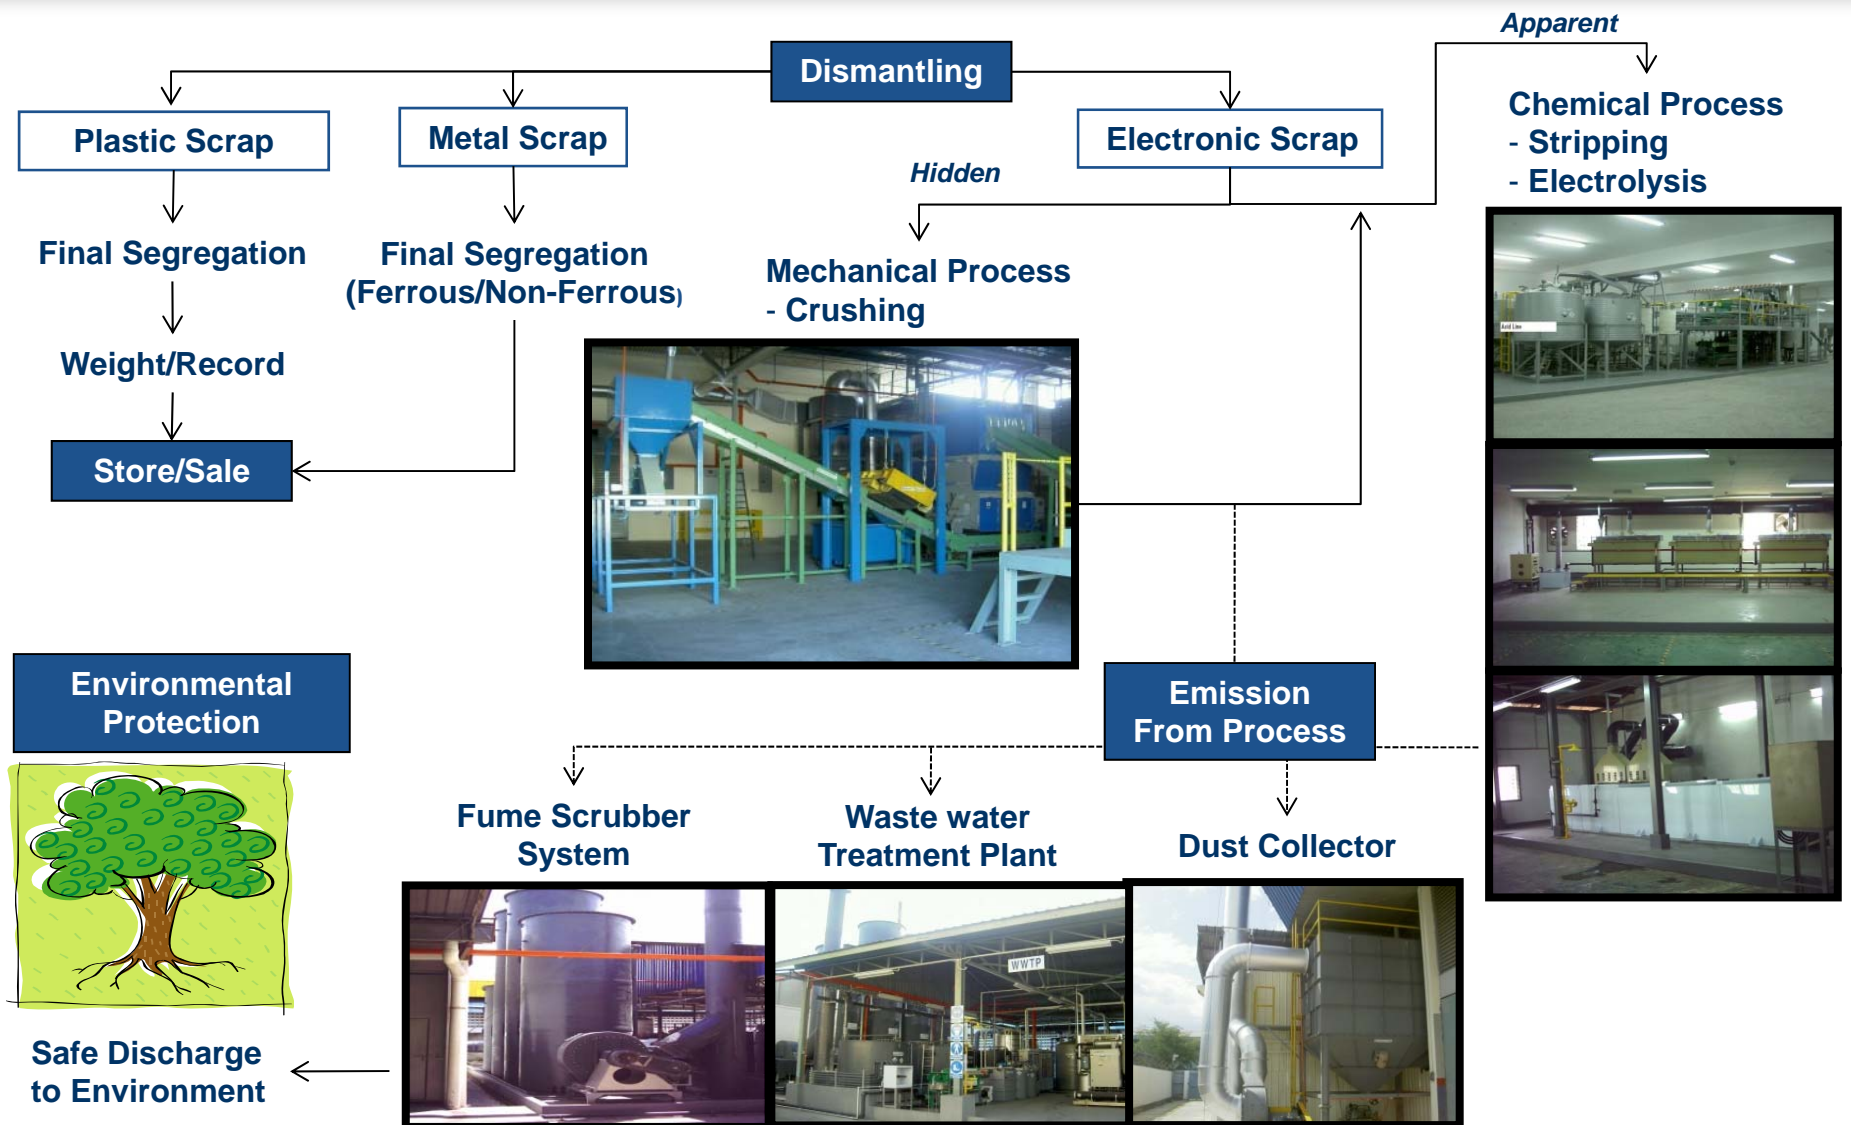 Apparent
Dismantling
Plastic Scrap
Metal Scrap
Electronic Scrap
Chemical Process
- Stripping
- Electrolysis
Hidden
Final Segregation
Final Segregation
(Ferrous/Non-Ferrous)
Mechanical Process
- Crushing
Weight/Record
Store/Sale
Acid Line
Environmental
Protection
Emission
From Process
Fume Scrubber
System
Waste water
Treatment Plant
Dust Collector
WWTP
Safe Discharge
to Environment